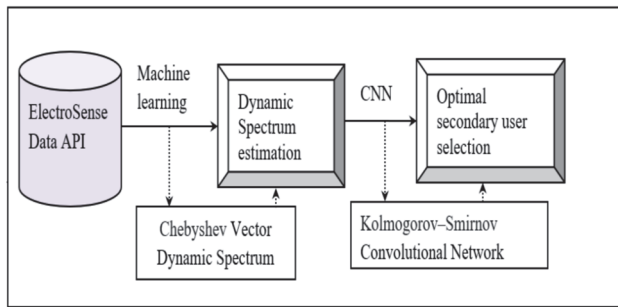 ElectroSense
Data API
Machine
learning
Dynamic
Spectrum
estimation
CNN
Optimal
secondary user
selection
Chebyshev Vector
Dynamic Spectrum
Kolmogorov–Smirnov
Convolutional Network